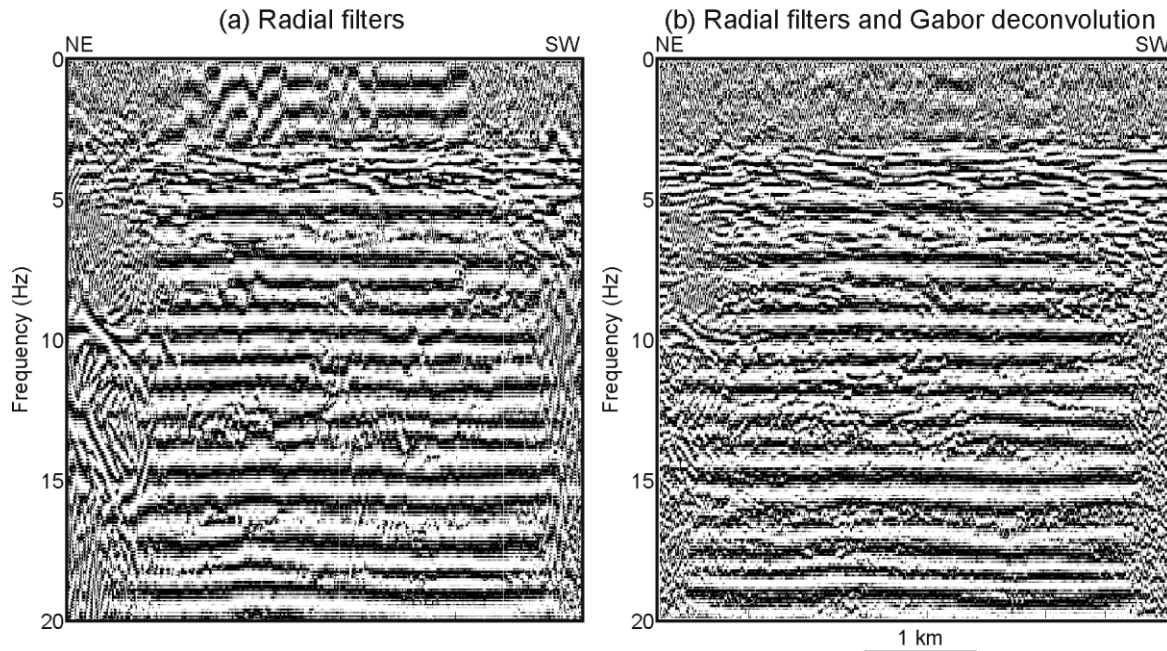 (a) Radial filters
(b) Radial filters and Gabor deconvolution
NE
SW
NE
SW
0
5
10
15
20
Frequency (Hz)
0
5
10
15
20
Frequency (Hz)
1 km